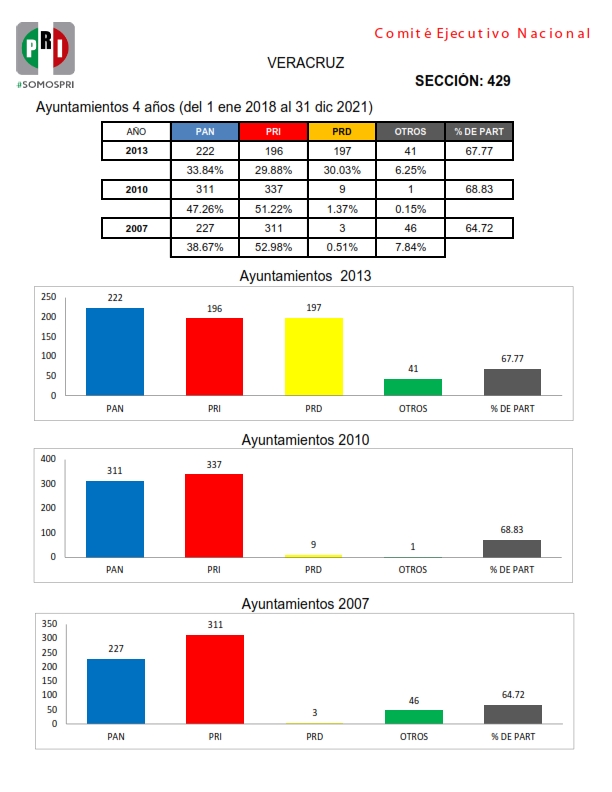 Comité Ejecutivo Nacional
PRI
#SOMOSPRI
VERACRUZ
SECCIÓN: 429
Ayuntamientos 4 años (del 1 ene 2018 al 31 dic 2021)
AÑO PAN PRI PRD OTROS % DE PART
2013 222 196 197 41 67.77
33.84% 29.88% 30.03% 6.25%
2010 311 337 9 1 68.83
47.26% 51.22% 1.37% 0.15%
2007 227 311 3 46 64.72
38.67% 52.98% 0.51% 7.84%
Ayuntamientos 2013
250
200
150
100
50
0
222 196 197 41 67.77
PAN PRI PRD OTROS % DE PART
Ayuntamientos 2010
400
300
200
100
0
311 337 9 1 68.83
PAN PRI PRD OTROS % DE PART
Ayuntamientos 2007
350
300
250
200
150
100
50
0
227 311 3 46 64.72
PAN PRI PRD OTROS % DE PART